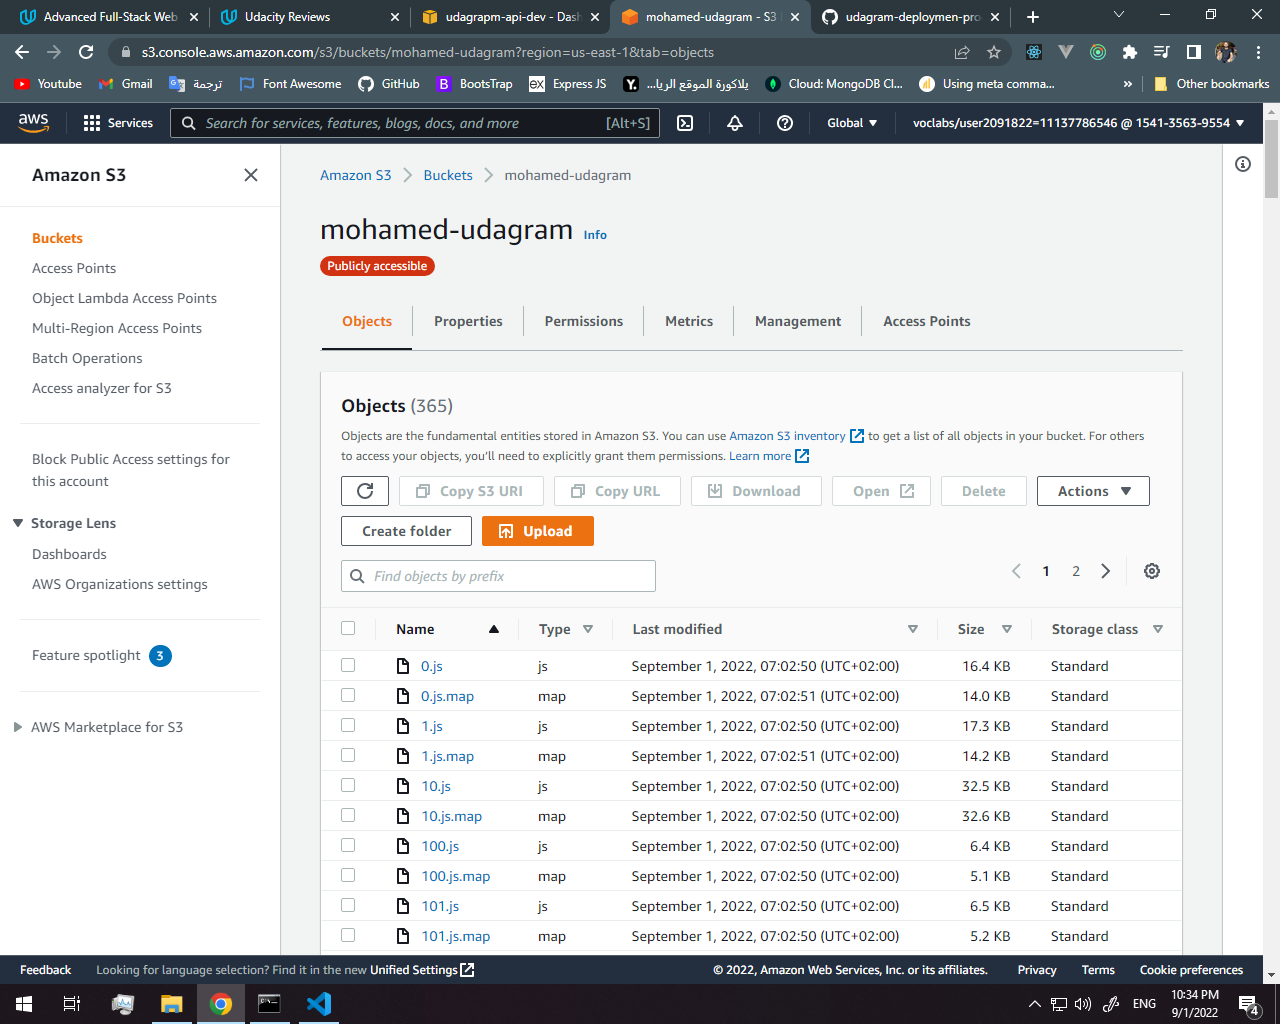 Advanced Full-Stack Web
Udacity Reviews
udagrapm-api-dev - Dash
mohamed-udagram - S3
udagram-deploymen-pro
s3.console.aws.amazon.com/s3/buckets/mohamed-udagram?region=us-east-1&tab=objects
Youtube
Gmail
ترجمة
Font Awesome
GitHub
BootsTrap
Express JS
بلاكورة الموقع الريا...
Cloud: MongoDB Cl...
Using meta comma...
»
Other bookmarks
aws
Services
Search for services, features, blogs, docs, and more
[Alt+S]
Global
voclabs/user2091822=11137786546 @ 1541-3563-9554
Amazon S3
Buckets
Access Points
Object Lambda Access Points
Multi-Region Access Points
Batch Operations
Access analyzer for S3
Block Public Access settings for
this account
Storage Lens
Dashboards
AWS Organizations settings
Feature spotlight 3
AWS Marketplace for S3
Amazon S3 Buckets mohamed-udagram
mohamed-udagram Info
Publicly accessible
Objects Properties Permissions Metrics Management Access Points
Objects (365)
Objects are the fundamental entities stored in Amazon S3. You can use Amazon S3 inventory to get a list of all objects in your bucket. For others
to access your objects, you'll need to explicitly grant them permissions. Learn more
Copy S3 URI Copy URL Download Open Delete Actions
Create folder Upload
Find objects by prefix
1 2
Name Type Last modified Size Storage class
0.js js September 1, 2022, 07:02:50 (UTC+02:00) 16.4 KB Standard
0.js.map map September 1, 2022, 07:02:51 (UTC+02:00) 14.0 KB Standard
1.js js September 1, 2022, 07:02:50 (UTC+02:00) 17.3 KB Standard
1.js.map map September 1, 2022, 07:02:51 (UTC+02:00) 14.2 KB Standard
10.js js September 1, 2022, 07:02:50 (UTC+02:00) 32.5 KB Standard
10.js.map map September 1, 2022, 07:02:50 (UTC+02:00) 32.6 KB Standard
100.js js September 1, 2022, 07:02:50 (UTC+02:00) 6.4 KB Standard
100.js.map map September 1, 2022, 07:02:50 (UTC+02:00) 5.1 KB Standard
101.js js September 1, 2022, 07:02:50 (UTC+02:00) 6.5 KB Standard
101.js.map map September 1, 2022, 07:02:50 (UTC+02:00) 5.2 KB Standard
Feedback Looking for language selection? Find it in the new Unified Settings © 2022, Amazon Web Services, Inc. or its affiliates. Privacy Terms Cookie preferences
ENG
10:34 PM
9/1/2022
4